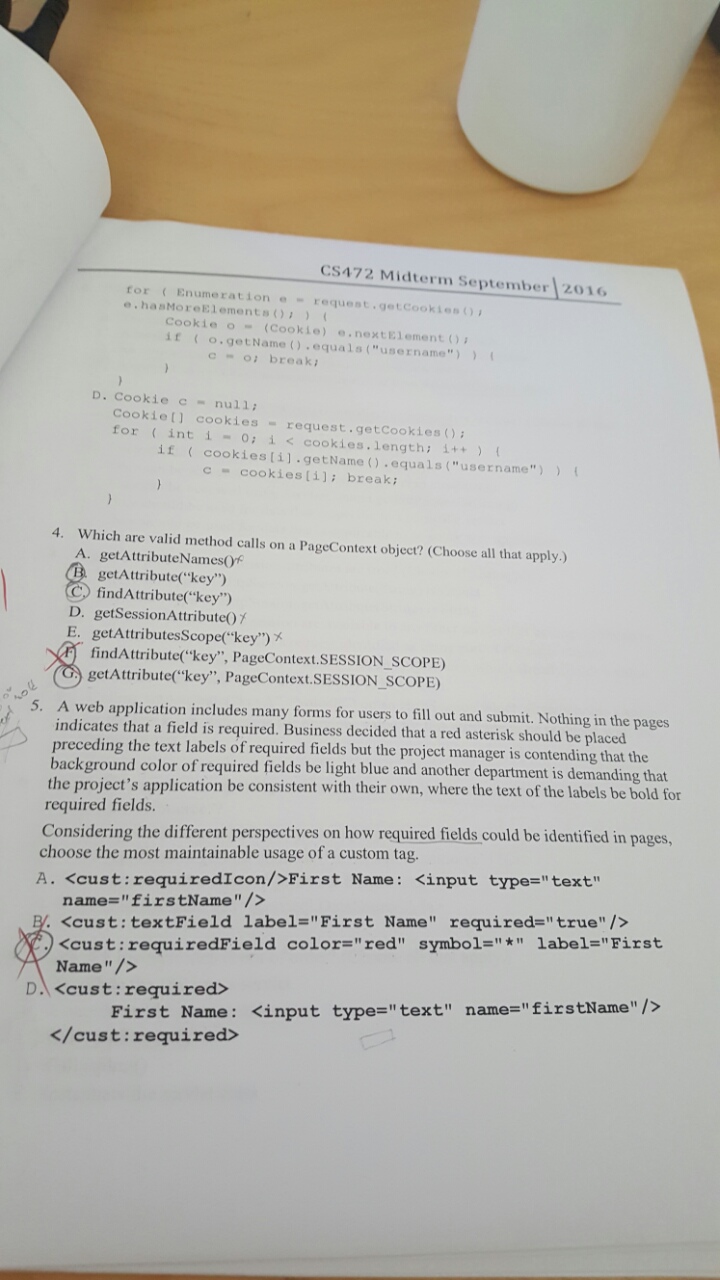 CS472 Midterm September 2016
for ( Enumeration e = request.getCookies();
e.hasMoreElements(); ) {
Cookie o = (Cookie) e.nextElement();
if ( o.getName().equals("username") ) {
c = o; break;
}
}
D. Cookie c = null;
Cookie[] cookies = request.getCookies();
for ( int i = 0; i < cookies.length; i++ ) {
if ( cookies[i].getName().equals("username") ) {
c = cookies[i]; break;
}
}
4. Which are valid method calls on a PageContext object? (Choose all that apply.)
A. getAttributeNames()
B. getAttribute("key")
C. findAttribute("key")
D. getSessionAttribute()
E. getAttributesScope("key")
F. findAttribute("key", PageContext.SESSION_SCOPE)
G. getAttribute("key", PageContext.SESSION_SCOPE)
5. A web application includes many forms for users to fill out and submit. Nothing in the pages
indicates that a field is required. Business decided that a red asterisk should be placed
preceding the text labels of required fields but the project manager is contending that the
background color of required fields be light blue and another department is demanding that
the project's application be consistent with their own, where the text of the labels be bold for
required fields.
Considering the different perspectives on how required fields could be identified in pages,
choose the most maintainable usage of a custom tag.
A. <cust:requiredIcon/>First Name: <input type="text"
name="firstName"/>
B. <cust:textField label="First Name" required="true"/>
C. <cust:requiredField color="red" symbol="*" label="First
Name"/>
D. <cust:required>
First Name: <input type="text" name="firstName"/>
</cust:required>